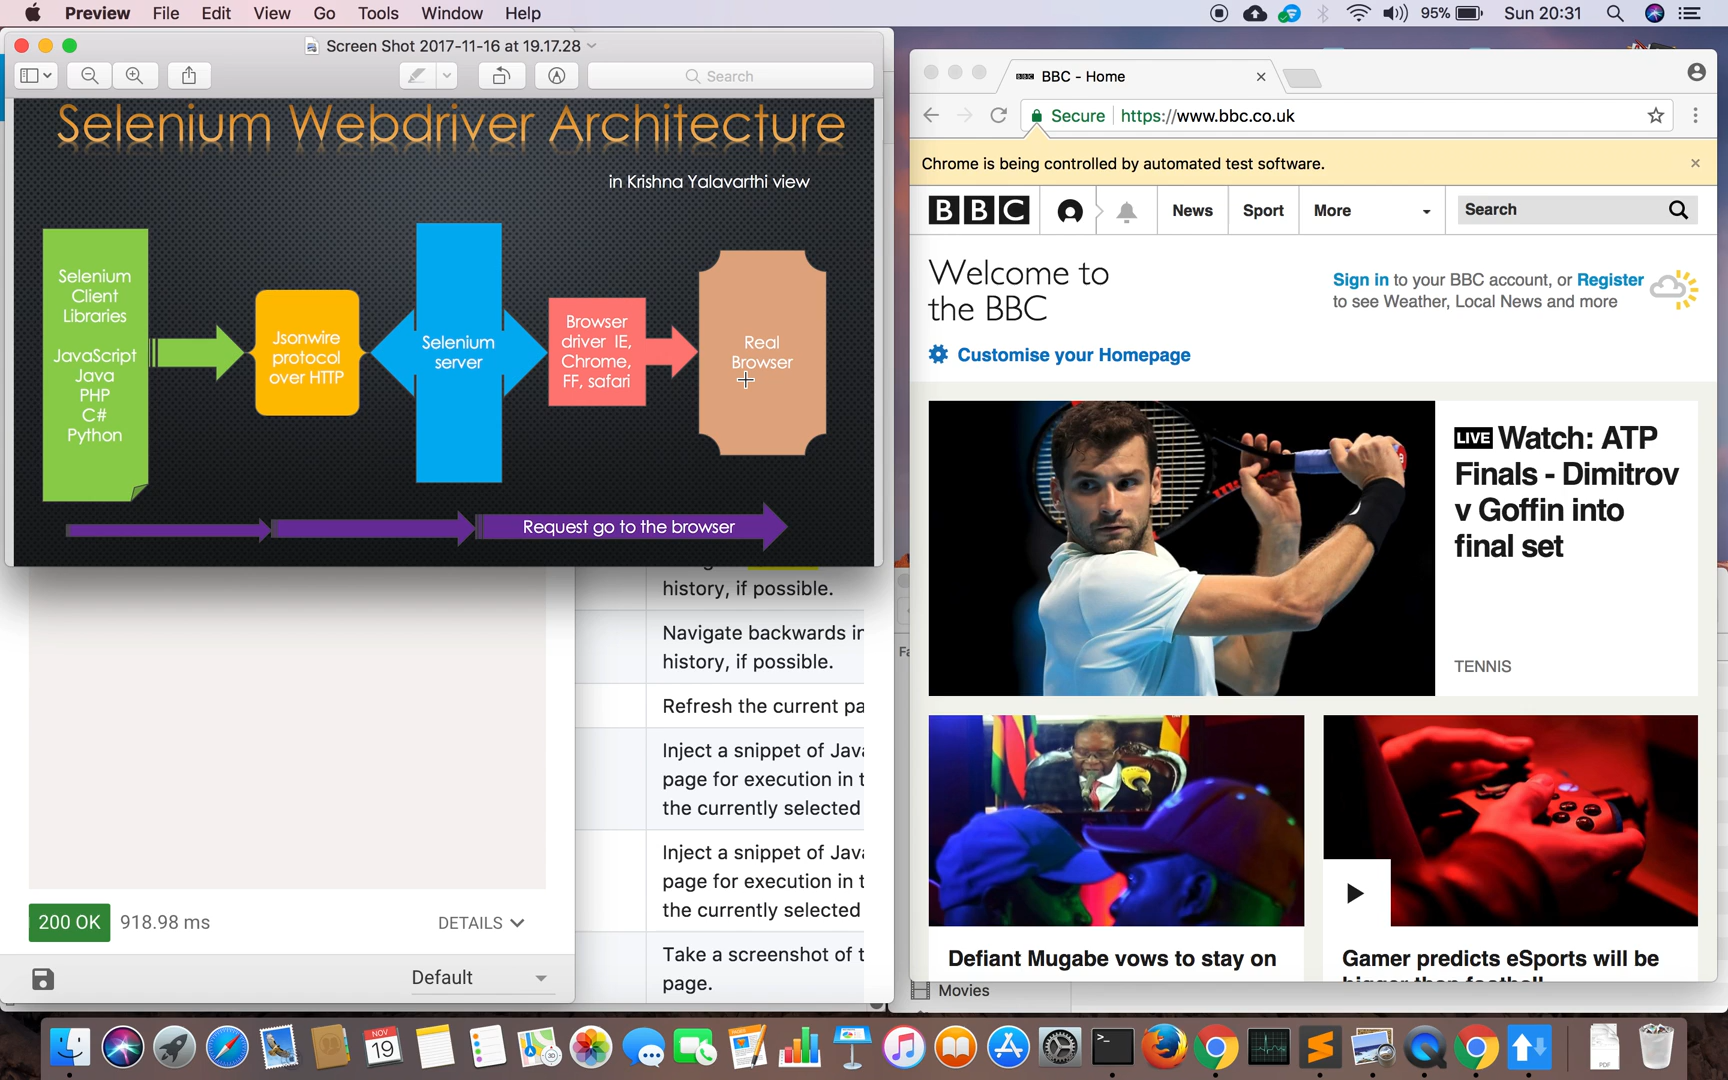 Preview File Edit View Go Tools Window Help
95% Sun 20:31
Screen Shot 2017-11-16 at 19.17.28
Search
Selenium Webdriver Architecture
in Krishna Yalavarthi view
Selenium
Client
Libraries
JavaScript
Java
PHP
C#
Python
Jsonwire
protocol
over HTTP
Selenium
server
Browser
driver IE,
Chrome,
FF, safari
Real
Browser
Request go to the browser
history, if possible.
Navigate backwards in
history, if possible.
Refresh the current pa
Inject a snippet of Java
page for execution in t
the currently selected
Inject a snippet of Java
page for execution in t
the currently selected
Take a screenshot of t
page.
200 OK 918.98 ms DETAILS
Default
BBC - Home
Secure https://www.bbc.co.uk
Chrome is being controlled by automated test software.
BBC News Sport More Search
Welcome to
the BBC
Sign in to your BBC account, or Register
to see Weather, Local News and more
Customise your Homepage
LIVE Watch: ATP
Finals - Dimitrov
v Goffin into
final set
TENNIS
Defiant Mugabe vows to stay on
Gamer predicts eSports will be
bigger than football
Fa
Movies
NOV
19
PDF